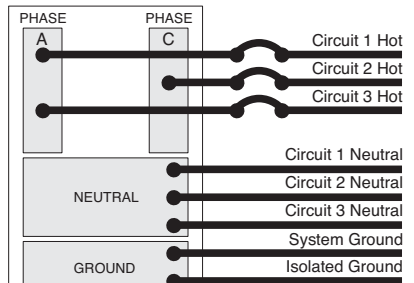 PHASE PHASE
A C
Circuit 1 Hot
Circuit 2 Hot
Circuit 3 Hot
Circuit 1 Neutral
Circuit 2 Neutral
NEUTRAL
Circuit 3 Neutral
System Ground
GROUND
Isolated Ground